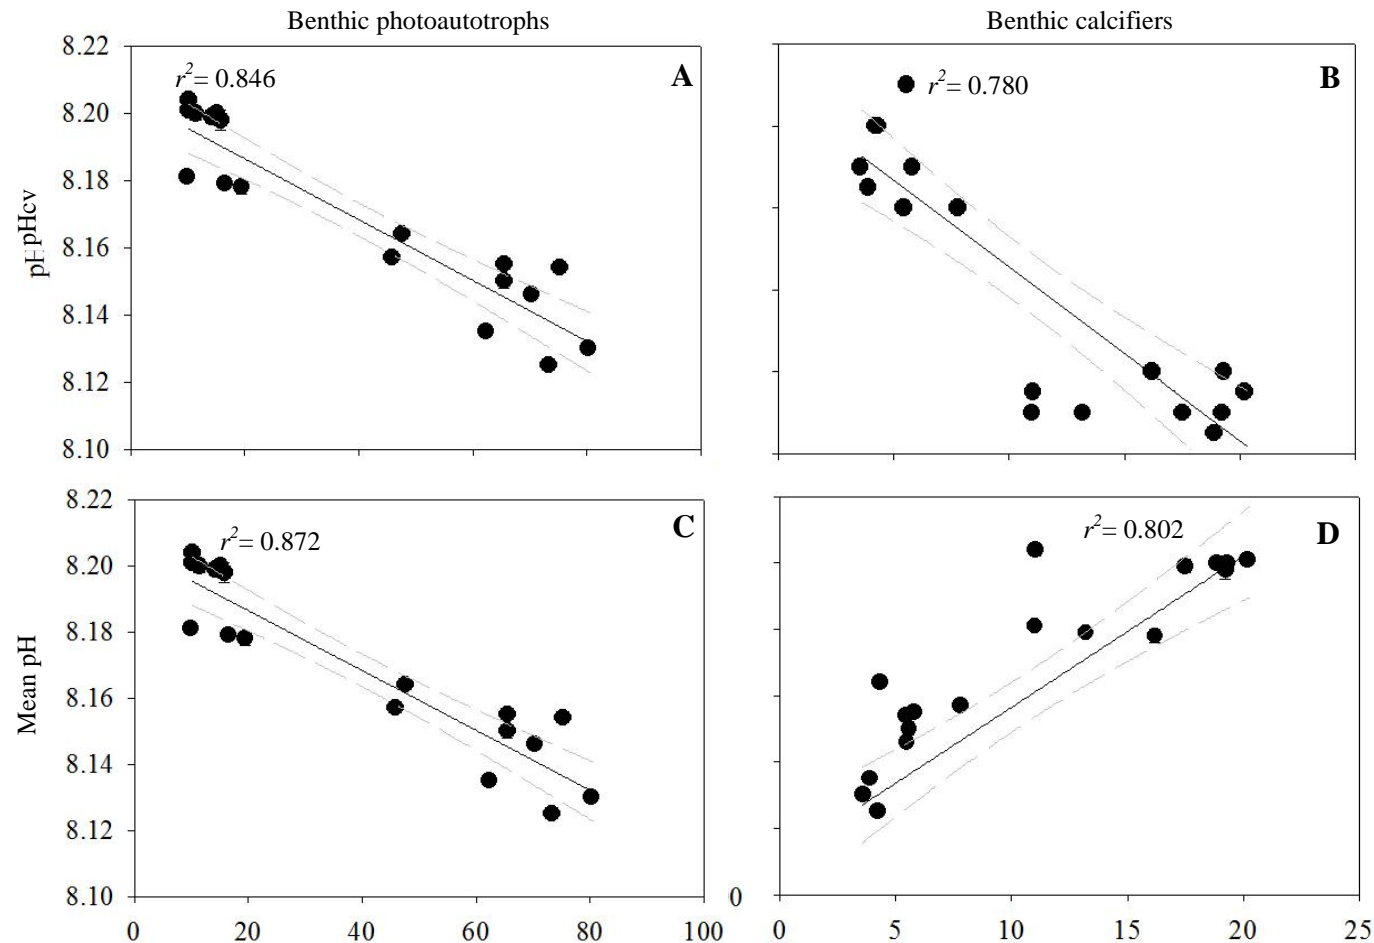 Benthic photoautotrophs
Benthic calcifiers
8.22
A
r²= 0.846
B
r²= 0.780
8.20
8.18
pHcv
8.16
8.14
8.12
8.10
8.22
C
r²= 0.872
D
r²= 0.802
8.20
8.18
Mean pH
8.16
8.14
8.12
8.10
0
0 20 40 60 80 100
0 5 10 15 20 25